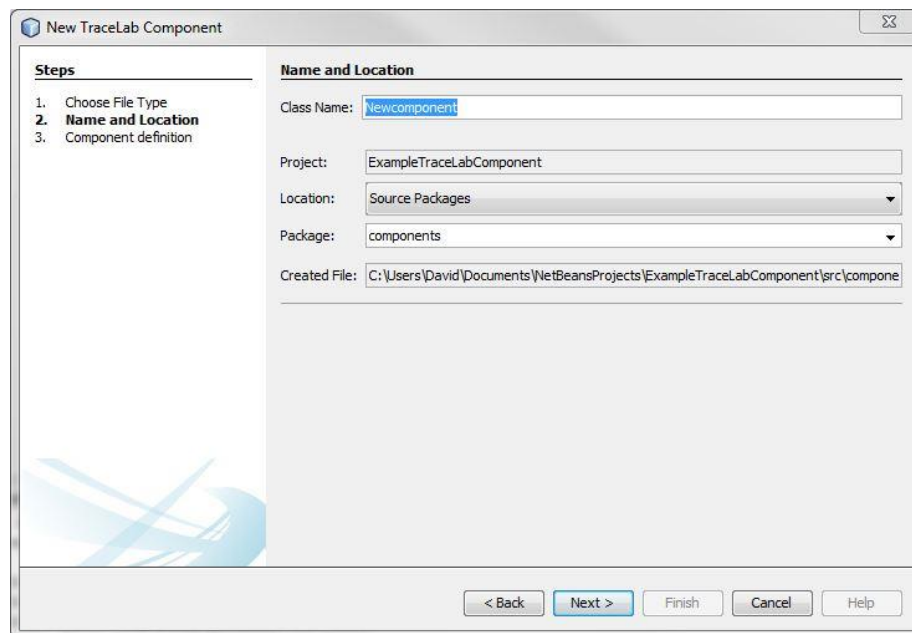 New TraceLab Component
Steps
1. Choose File Type
2. Name and Location
3. Component definition
Name and Location
Class Name: Newcomponent
Project: ExampleTraceLabComponent
Location: Source Packages
Package: components
Created File: C:\Users\David\Documents\NetBeansProjects\ExampleTraceLabComponent\src\compone
< Back Next > Finish Cancel Help